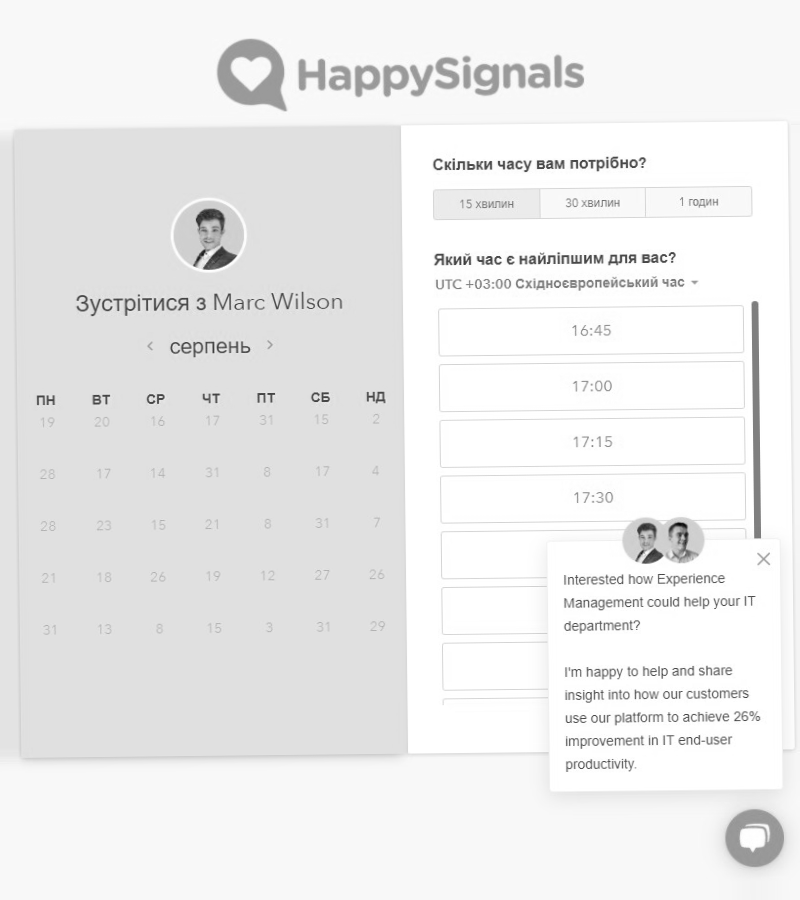 HappySignals
Зустрітися з Marc Wilson
серпень
ПН ВТ СР ЧТ ПТ СБ НД
19 20 16 17 31 15 2
28 17 14 31 8 17 4
28 23 15 21 8 31 7
21 18 26 19 12 27 26
31 13 8 15 3 31 29
Скільки часу вам потрібно?
15 хвилин 30 хвилин 1 годин
Який час є найліпшим для вас?
UTC +03:00 Східноєвропейський час
16:45
17:00
17:15
17:30
Interested how Experience
Management could help your IT
department?
I'm happy to help and share
insight into how our customers
use our platform to achieve 26%
improvement in IT end-user
productivity.